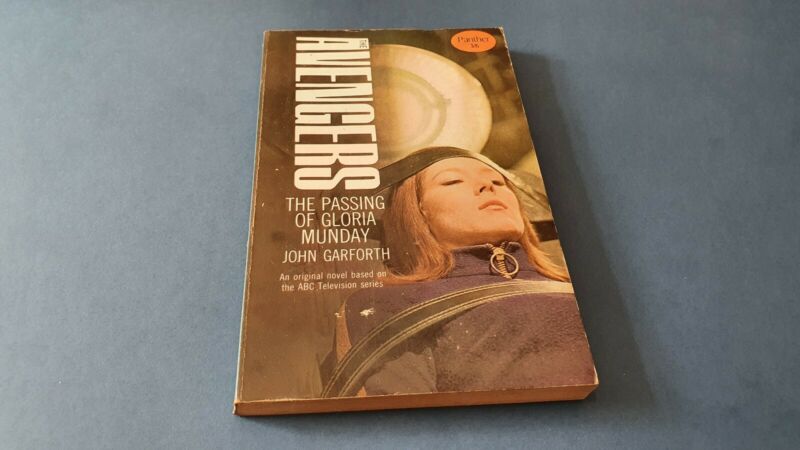 THE
AVENGERS
Panther
3/6
THE PASSING
OF GLORIA
MUNDAY
JOHN GARFORTH
An original novel based on
the ABC Television series